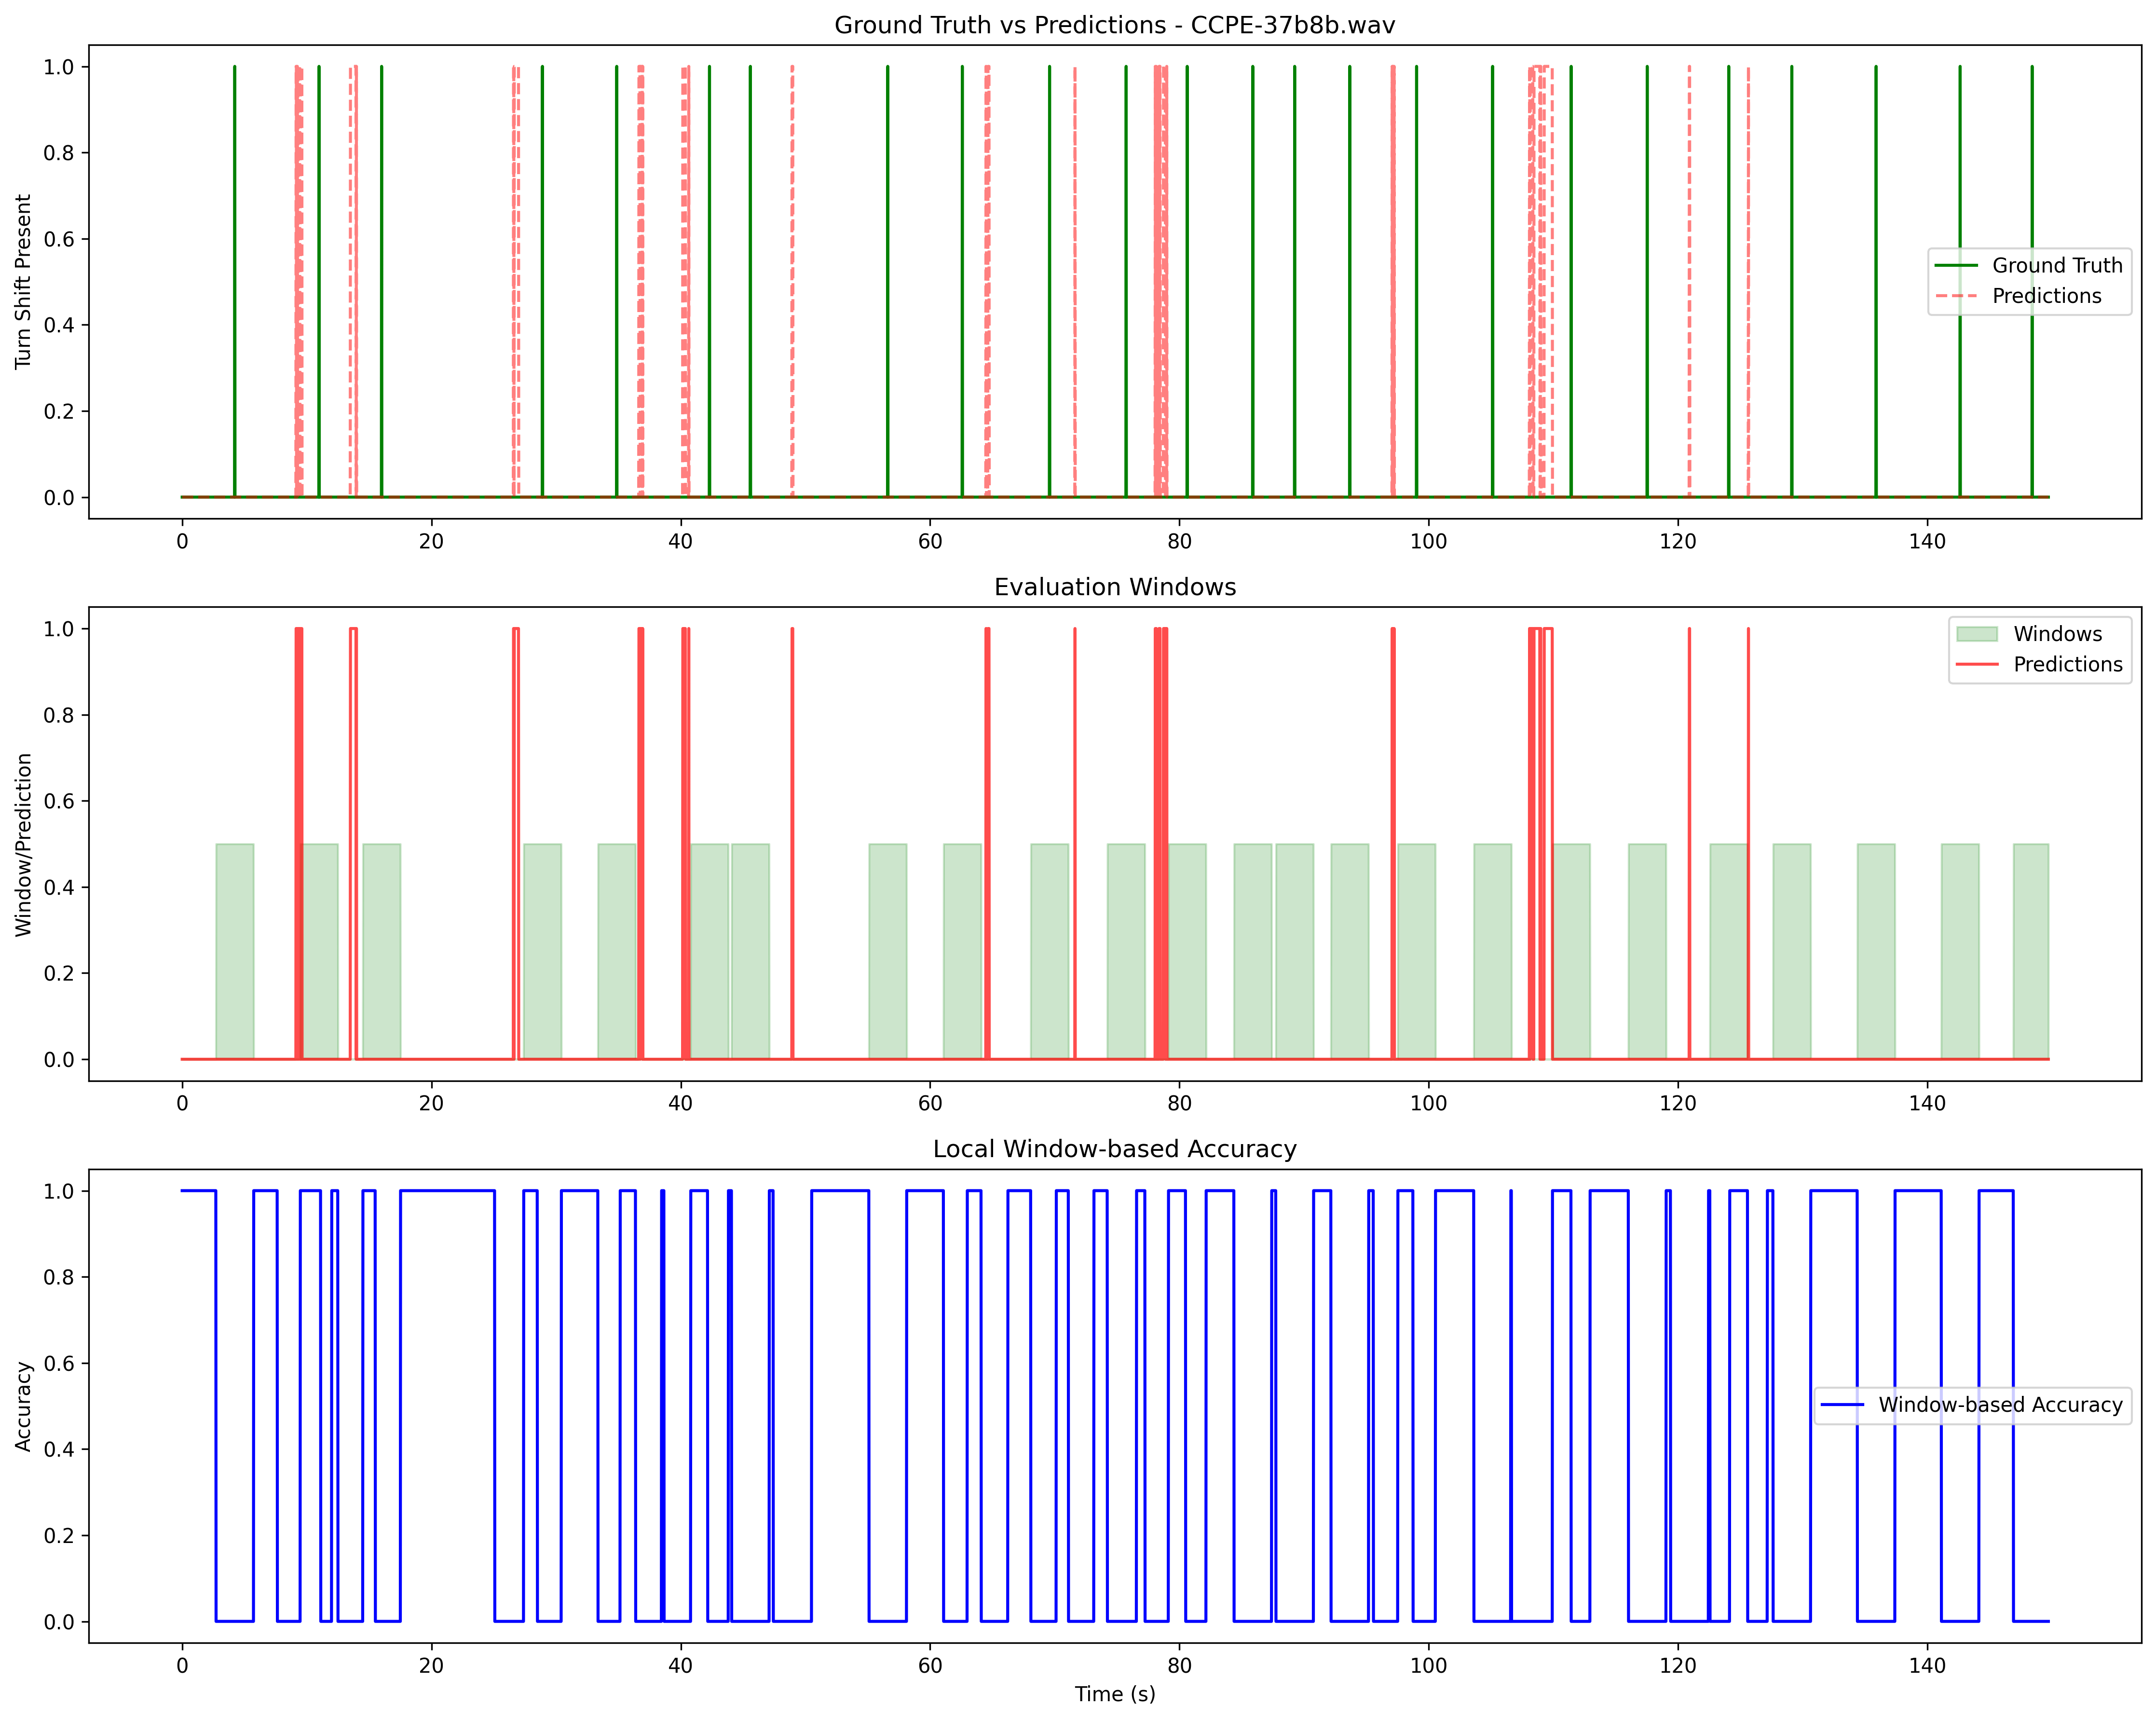 Ground Truth vs Predictions - CCPE-37b8b.wav
Turn Shift Present
1.0
0.8
0.6
0.4
0.2
0.0
Ground Truth
Predictions
0 20 40 60 80 100 120 140
Evaluation Windows
Window/Prediction
1.0
0.8
0.6
0.4
0.2
0.0
Windows
Predictions
0 20 40 60 80 100 120 140
Local Window-based Accuracy
Accuracy
1.0
0.8
0.6
0.4
0.2
0.0
Window-based Accuracy
0 20 40 60 80 100 120 140
Time (s)